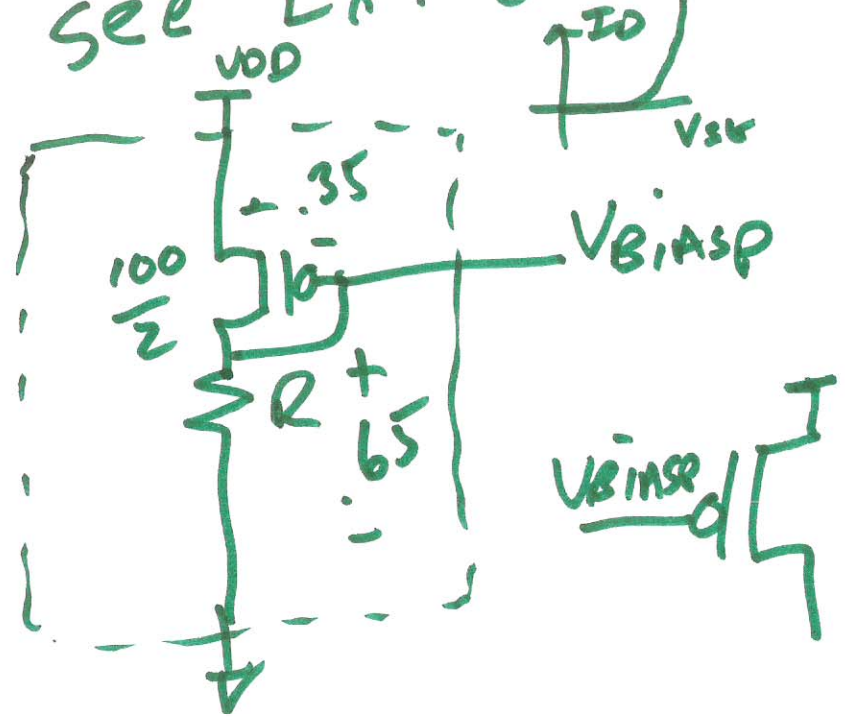 See
ID
VDD
VSG
+ .35 -
VBiASP
100
2
R
+
.65
-
VBiASP